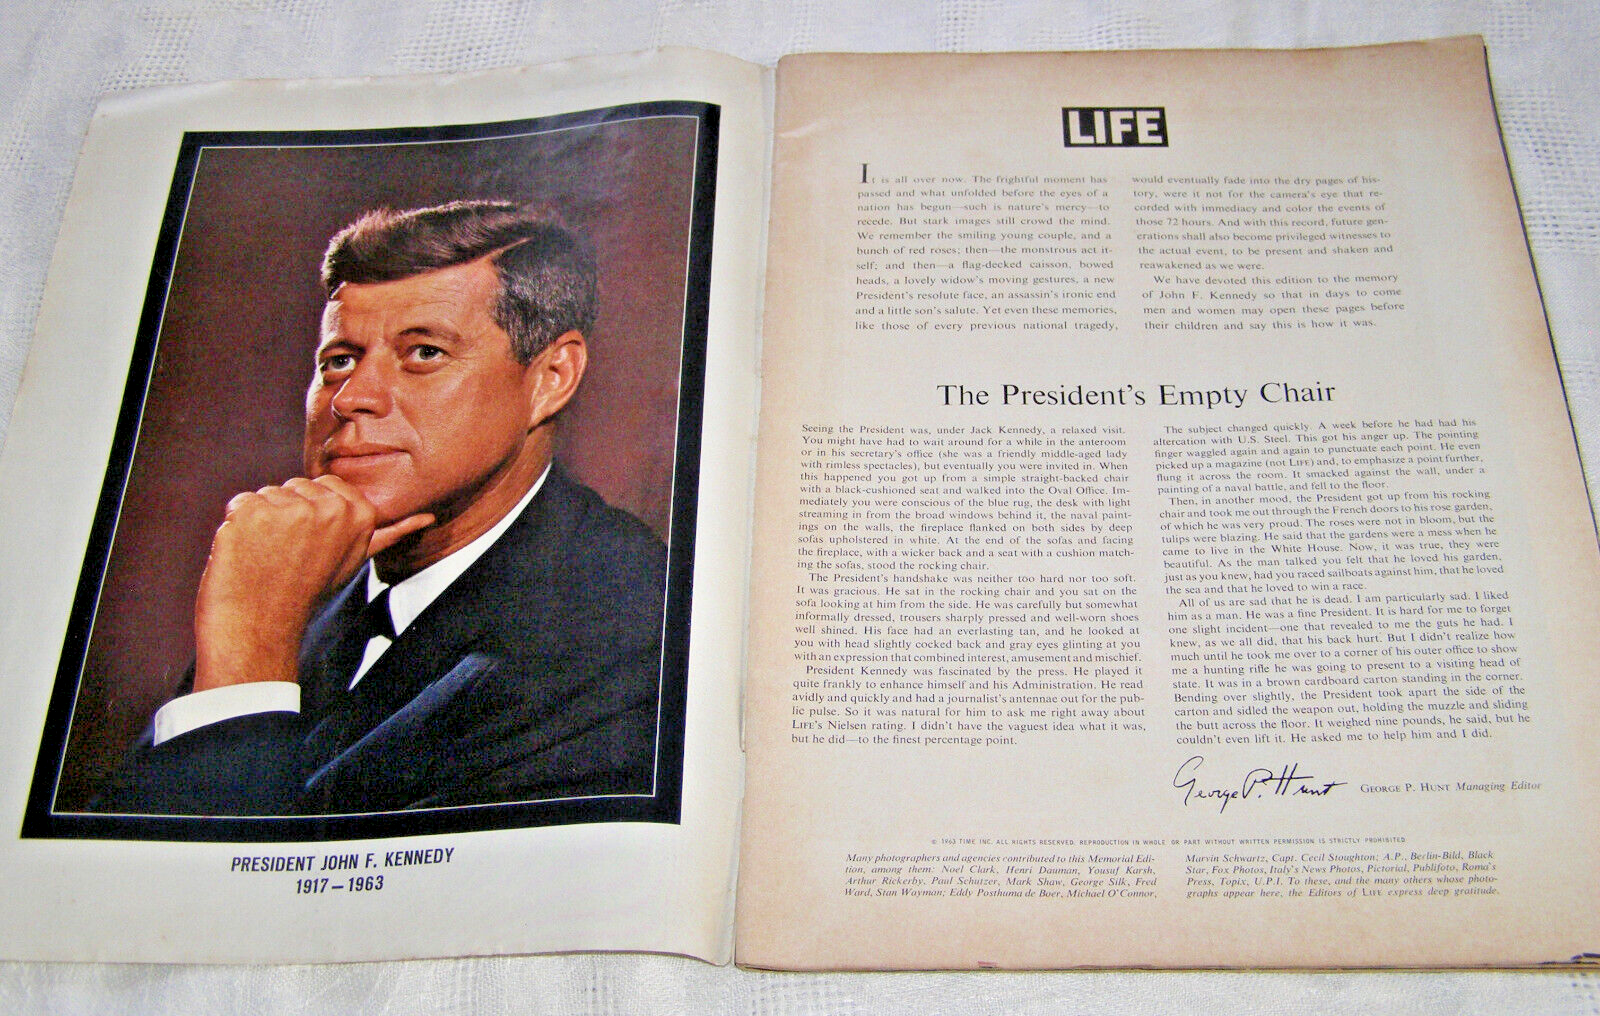 PRESIDENT JOHN F. KENNEDY
1917–1963
LIFE
It is all over now. The frightful moment has
passed and what unfolded before the eyes of a
nation has begun—such is nature's mercy—to
recede. But stark images still crowd the mind.
We remember the smiling young couple, and a
bunch of red roses; then—the monstrous act it-
self; and then—a flag-decked caisson, bowed
heads, a lovely widow's moving gestures, a new
President's resolute face, an assassin's ironic end
and a little son's salute. Yet even these memories,
like those of every previous national tragedy,
would eventually fade into the dry pages of his-
tory, were it not for the camera's eye that re-
corded with immediacy and color the events of
those 72 hours. And with this record, future gen-
erations shall also become privileged witnesses to
the actual event, to be present and shaken and
reawakened as we were.
We have devoted this edition to the memory
of John F. Kennedy so that in days to come
men and women may open these pages before
their children and say this is how it was.
The President's Empty Chair
Seeing the President was, under Jack Kennedy, a relaxed visit.
You might have had to wait around for a while in the anteroom
or in his secretary's office (she was a friendly middle-aged lady
with rimless spectacles), but eventually you were invited in. When
this happened you got up from a simple straight-backed chair
with a black-cushioned seat and walked into the Oval Office. Im-
mediately you were conscious of the blue rug, the desk with light
streaming in from the broad windows behind it, the naval paint-
ings on the walls, the fireplace flanked on both sides by deep
sofas upholstered in white. At the end of the sofas and facing
the fireplace, with a wicker back and a seat with a cushion match-
ing the sofas, stood the rocking chair.
The President's handshake was neither too hard nor too soft.
It was gracious. He sat in the rocking chair and you sat on the
sofa looking at him from the side. He was carefully but somewhat
informally dressed, trousers sharply pressed and well-worn shoes
well shined. His face had an everlasting tan, and he looked at
you with head slightly cocked back and gray eyes glinting at you
with an expression that combined interest, amusement and mischief.
President Kennedy was fascinated by the press. He played it
quite frankly to enhance himself and his Administration. He read
avidly and quickly and had a journalist's antennae out for the pub-
lic pulse. So it was natural for him to ask me right away about
LIFE's Nielsen rating. I didn't have the vaguest idea what it was,
but he did—to the finest percentage point.
The subject changed quickly. A week before he had had his
altercation with U.S. Steel. This got his anger up. The pointing
finger waggled again and again to punctuate each point. He even
picked up a magazine (not LIFE) and, to emphasize a point further,
flung it across the room. It smacked against the wall, under a
painting of a naval battle, and fell to the floor.
Then, in another mood, the President got up from his rocking
chair and took me out through the French doors to his rose garden,
of which he was very proud. The roses were not in bloom, but the
tulips were blazing. He said that the gardens were a mess when he
came to live in the White House. Now, it was true, they were
beautiful. As the man talked you felt that he loved his garden,
just as you knew, had you raced sailboats against him, that he loved
the sea and that he loved to win a race.
All of us are sad that he is dead. I am particularly sad. I liked
him as a man. He was a fine President. It is hard for me to forget
one slight incident—one that revealed to me the guts he had. I
knew, as we all did, that his back hurt. But I didn't realize how
much until he took me over to a corner of his outer office to show
me a hunting rifle he was going to present to a visiting head of
state. It was in a brown cardboard carton standing in the corner.
Bending over slightly, the President took apart the side of the
carton and sidled the weapon out, holding the muzzle and sliding
the butt across the floor. It weighed nine pounds, he said, but he
couldn't even lift it. He asked me to help him and I did.
George P. Hunt
GEORGE P. HUNT Managing Editor
© 1963 TIME INC. ALL RIGHTS RESERVED. REPRODUCTION IN WHOLE OR PART WITHOUT WRITTEN PERMISSION IS STRICTLY PROHIBITED
Many photographers and agencies contributed to this Memorial Edi-
tion, among them: Noel Clark, Henri Dauman, Yousuf Karsh,
Arthur Rickerby, Paul Schutzer, Mark Shaw, George Silk, Fred
Ward, Stan Wayman; Eddy Posthuma de Boer, Michael O'Connor,
Marvin Schwartz, Capt. Cecil Stoughton; A.P., Berlin-Bild, Black
Star, Fox Photos, Italy's News Photos, Pictorial, Publifoto, Roma's
Press, Topix, U.P.I. To these, and the many others whose photo-
graphs appear here, the Editors of LIFE express deep gratitude.